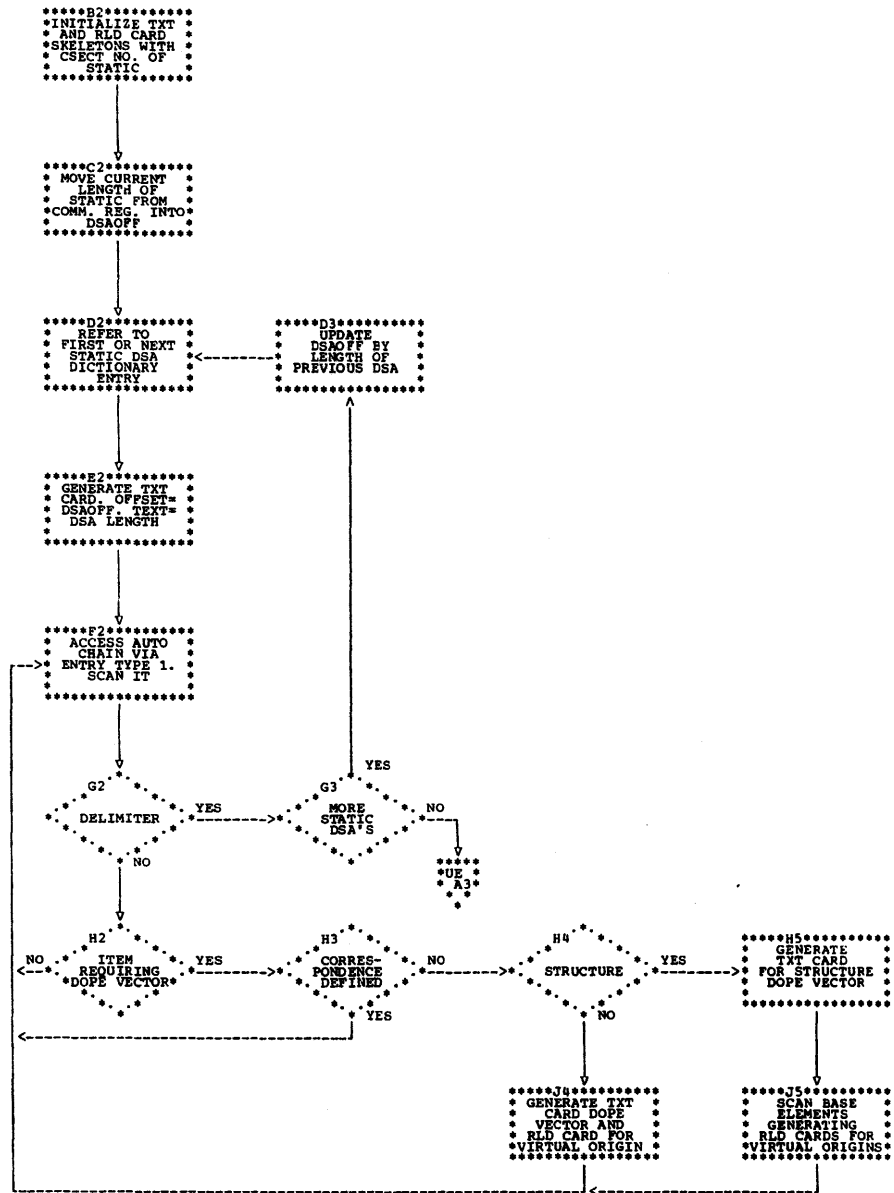 B2
INITIALIZE TXT
AND RLD CARD
SKELETONS WITH
CSECT NO. OF
STATIC
C2
MOVE CURRENT
LENGTH OF
STATIC FROM
COMM. REG. INTO
DSAOFF
D2
REFER TO
FIRST OR NEXT
STATIC DSA
DICTIONARY
ENTRY
D3
UPDATE
DSAOFF BY
LENGTH OF
PREVIOUS DSA
E2
GENERATE TXT
CARD. OFFSET=
DSAOFF. TEXT=
DSA LENGTH
F2
ACCESS AUTO
CHAIN VIA
ENTRY TYPE 1.
SCAN IT
G2
DELIMITER
YES
NO
G3
MORE
STATIC
DSA'S
YES
NO
UE
A3
H2
ITEM
REQUIRING
DOPE VECTOR
NO
YES
H3
CORRES-
PONDENCE
DEFINED
NO
YES
H4
STRUCTURE
YES
NO
H5
GENERATE
TXT CARD
FOR STRUCTURE
DOPE VECTOR
J4
GENERATE TXT
CARD DOPE
VECTOR AND
RLD CARD FOR
VIRTUAL ORIGIN
J5
SCAN BASE
ELEMENTS
GENERATING
RLD CARDS FOR
VIRTUAL ORIGINS